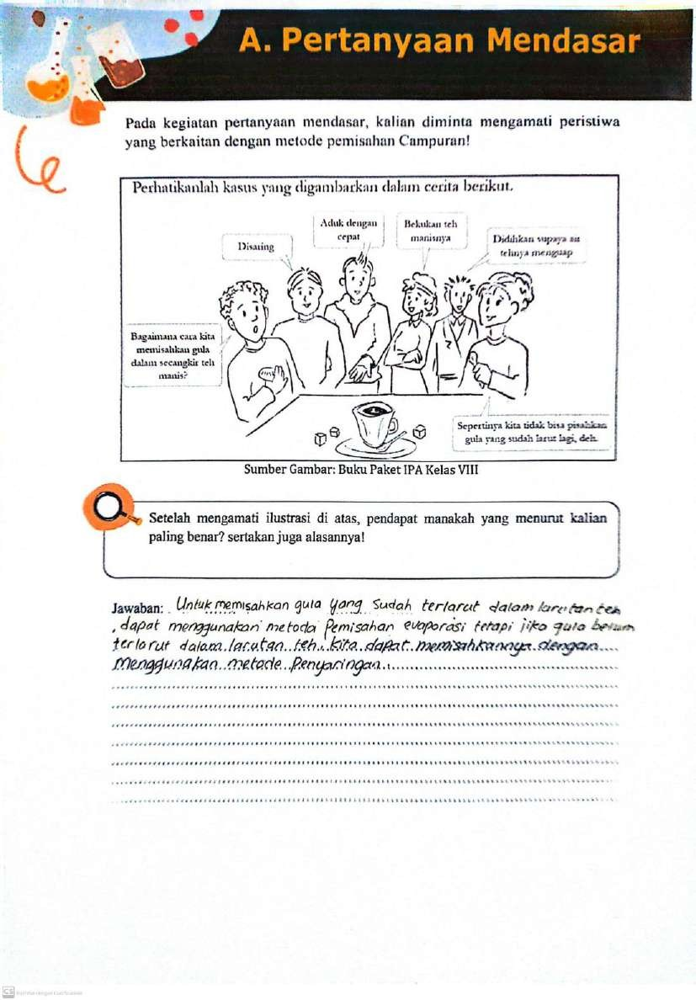 A. Pertanyaan Mendasar
Pada kegiatan pertanyaan mendasar, kalian diminta mengamati peristiwa
yang berkaitan dengan metode pemisahan Campuran!
Perhatikanlah kasus yang digambarkan dalam cerita berikut.
Disaring
Aduk dengan
cepat
Bekukan teh
manisnya
Didihkan supaya air
tehnya menguap
Bagaimana cara kita
memisahkan gula
dalam secangkir teh
manis?
Sepertinya kita tidak bisa pisahkan
gula yang sudah larut lagi, deh.
Sumber Gambar: Buku Paket IPA Kelas VIII
Setelah mengamati ilustrasi di atas, pendapat manakah yang menurut kalian
paling benar? sertakan juga alasannya!
Jawaban: Untuk memisahkan gula yang sudah terlarut dalam larutan teh
, dapat menggunakan metoda Pemisahan evaporasi tetapi jika gula belum
terlarut dalam larutan teh. kita dapat memisahkannya dengan
Menggunakan metode Penyaringan.
CS